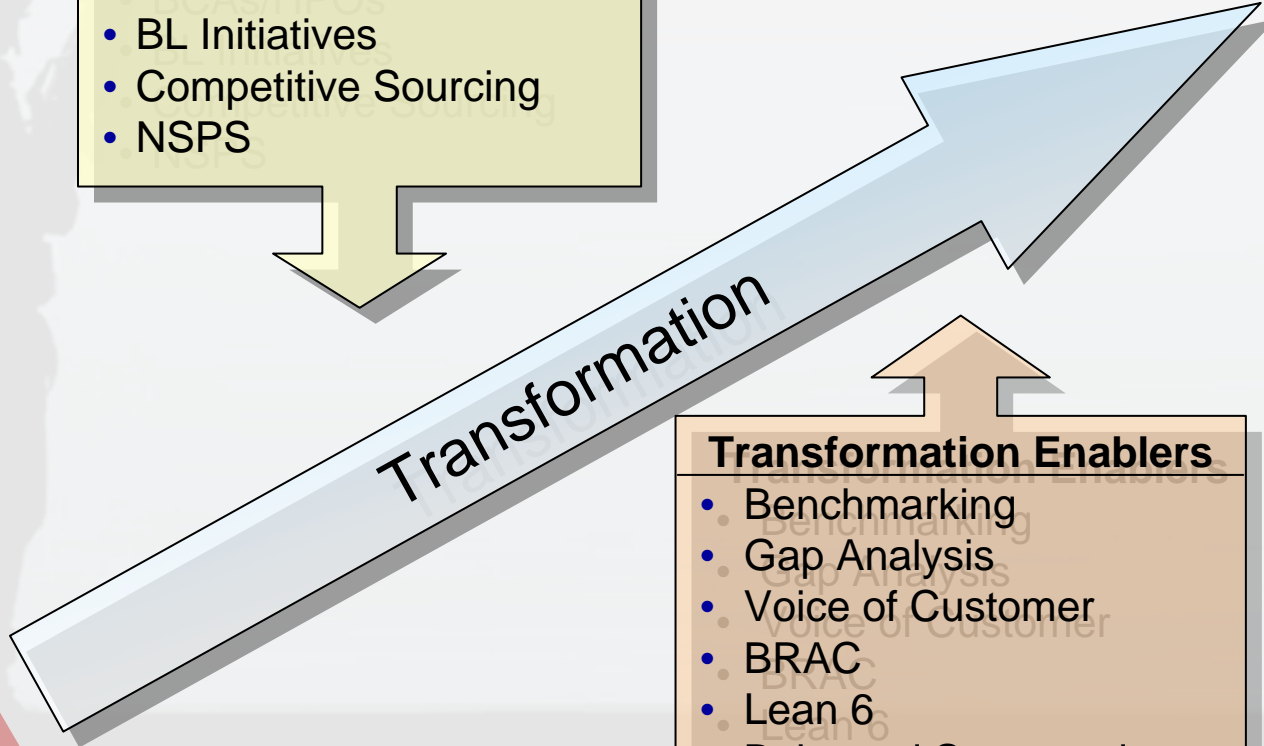 • BL Initiatives
• Competitive Sourcing
• NSPS
Transformation
Transformation Enablers
• Benchmarking
• Gap Analysis
• Voice of Customer
• BRAC
• Lean 6